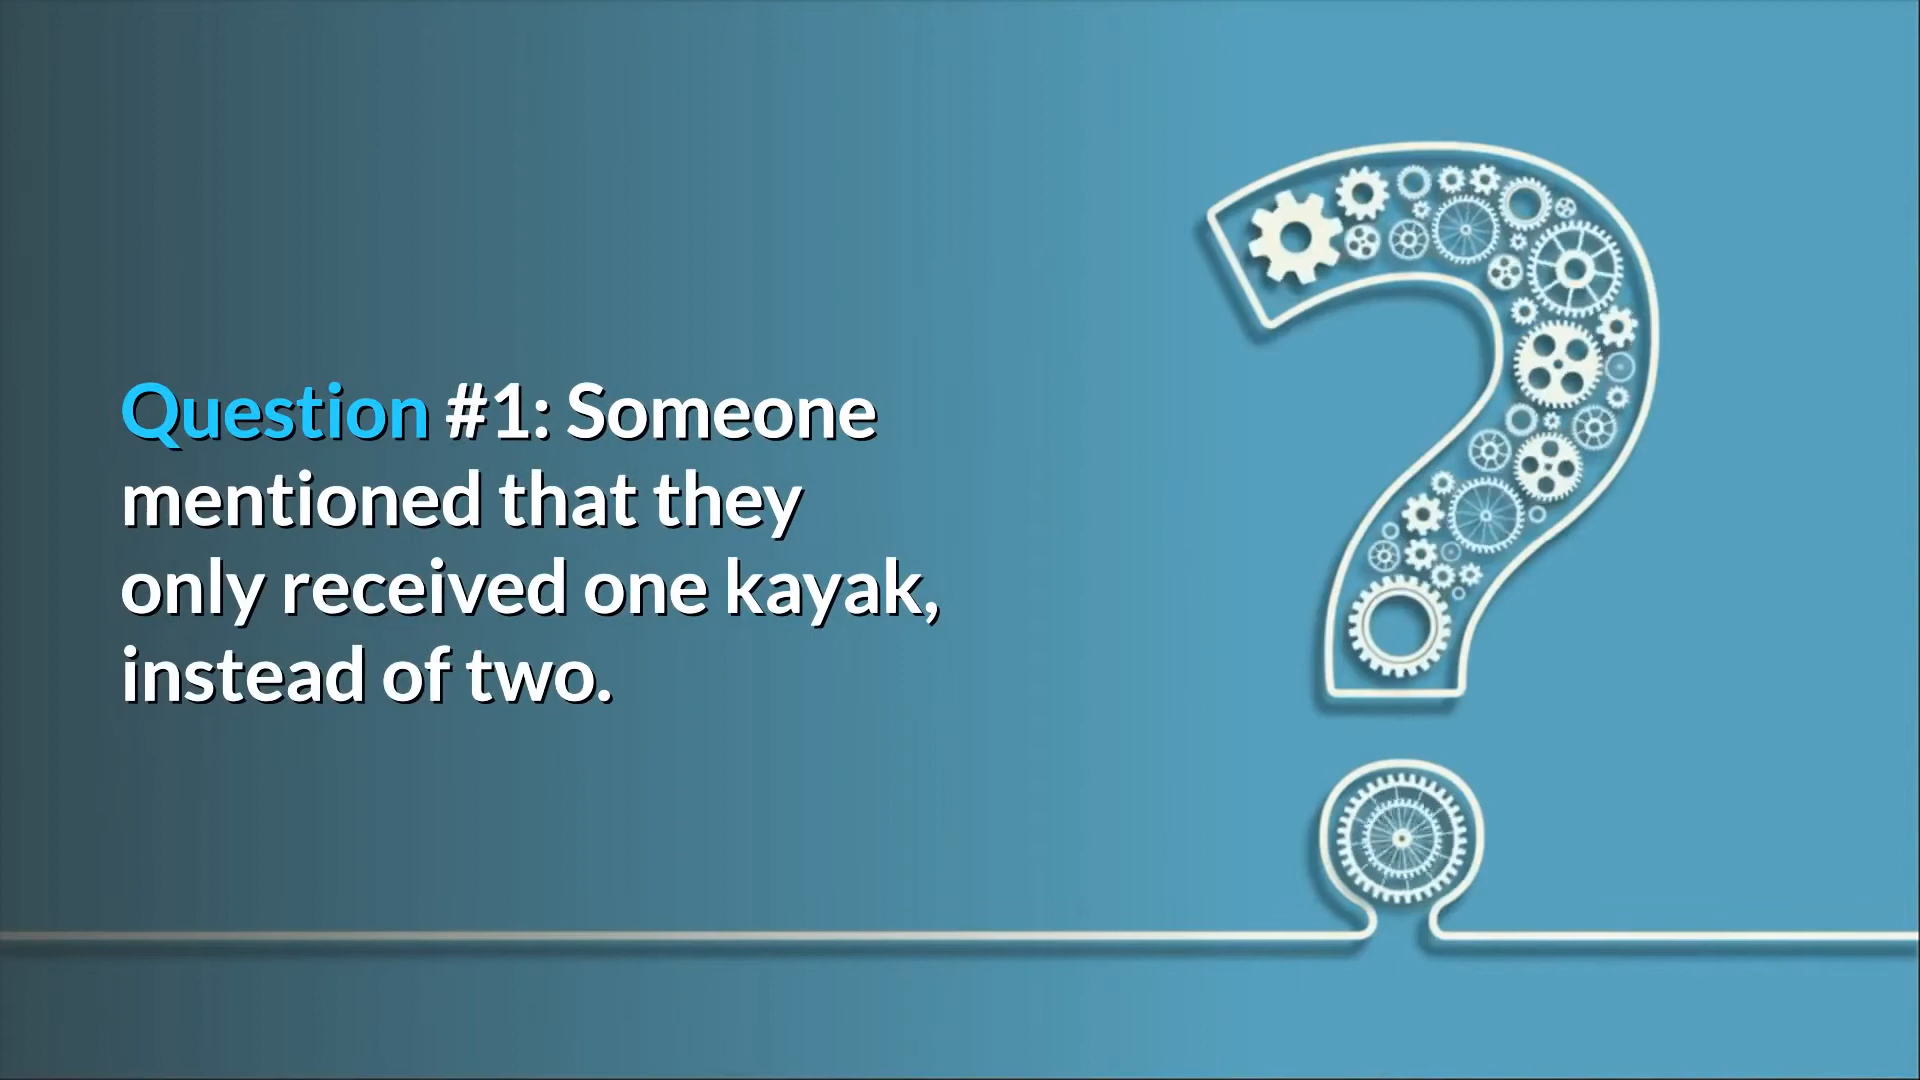 Question #1: Someone
mentioned that they
only received one kayak,
instead of two.